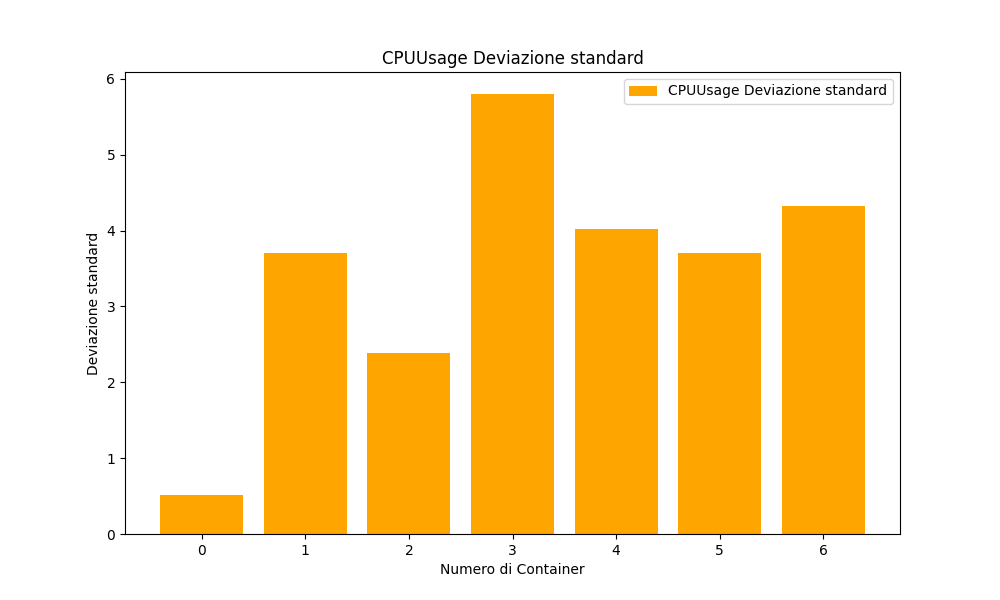 CPUUsage Deviazione standard
CPUUsage Deviazione standard
Deviazione standard
6
5
4
3
2
1
0
0 1 2 3 4 5 6
Numero di Container